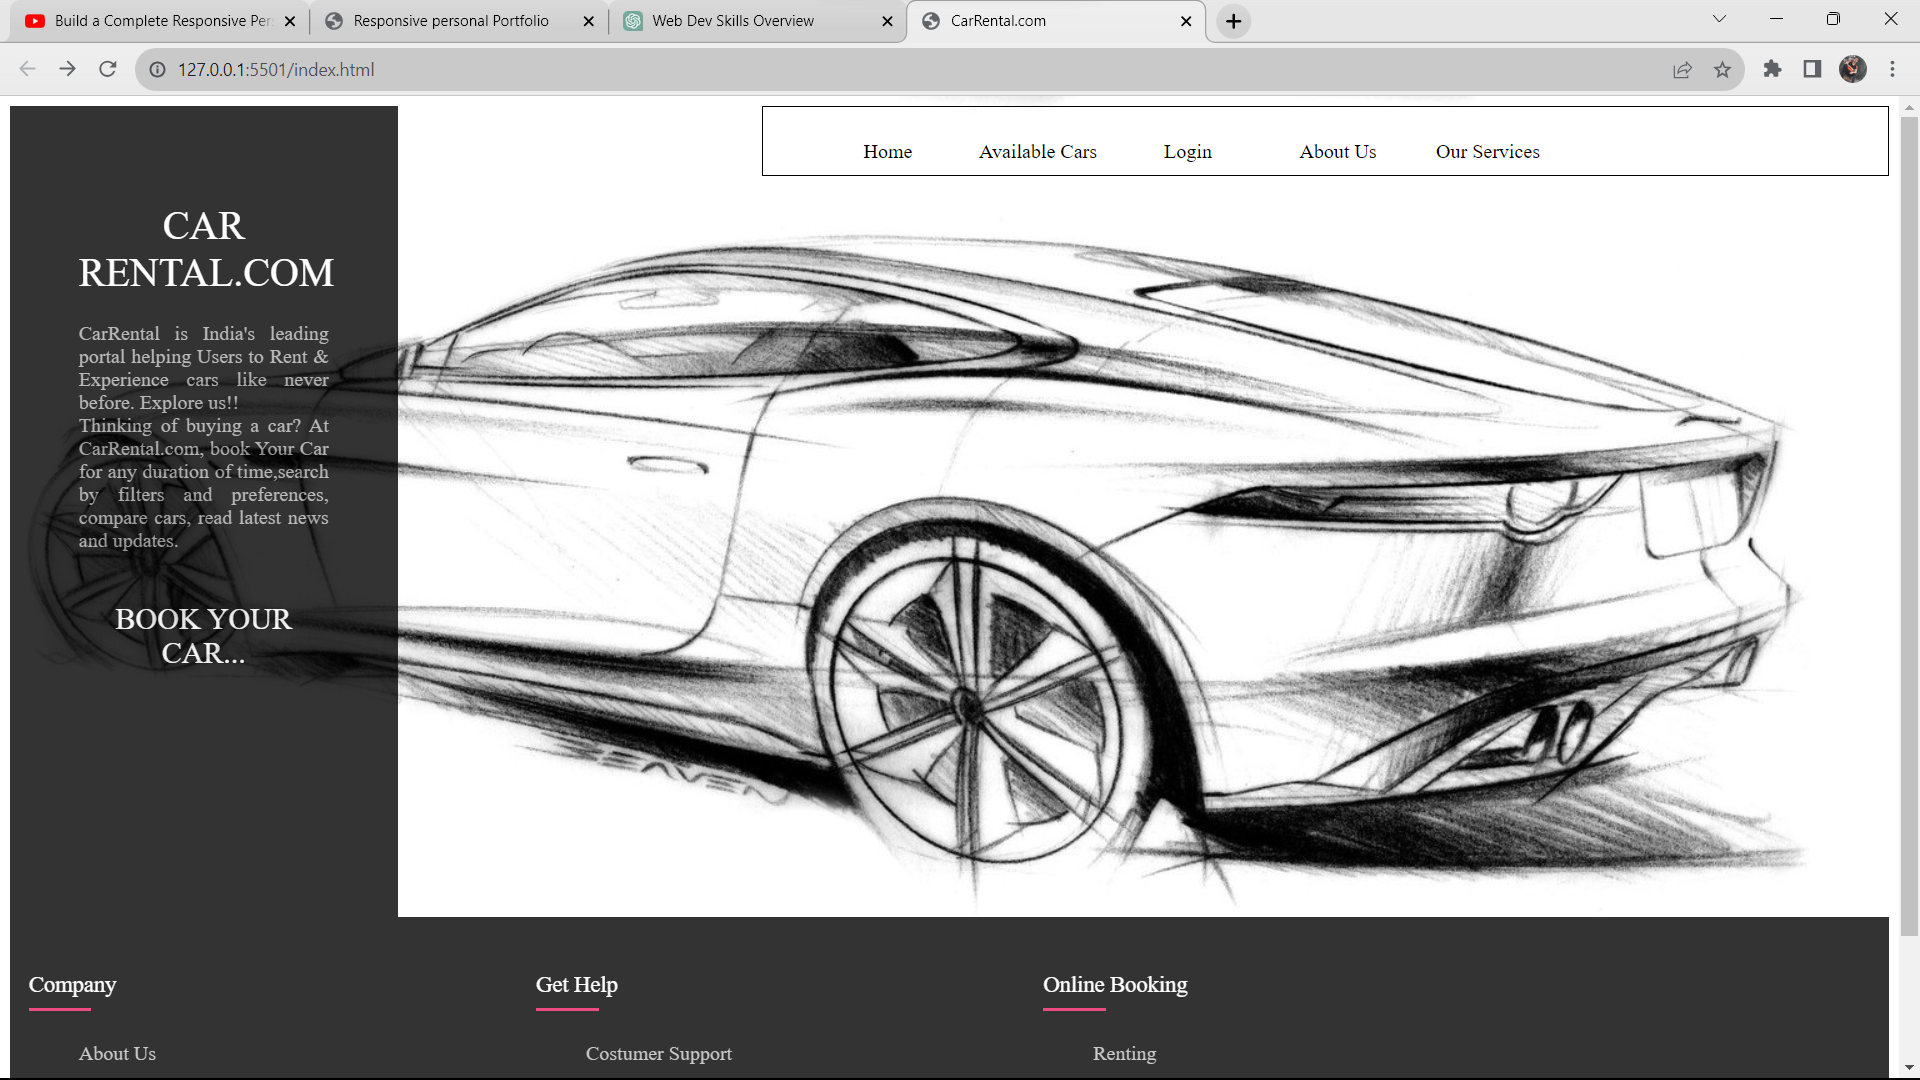 Build a Complete Responsive Per
Responsive personal Portfolio
Web Dev Skills Overview
CarRental.com
127.0.0.1:5501/index.html
Home Available Cars Login About Us Our Services
CAR
RENTAL.COM
CarRental is India's leading
portal helping Users to Rent &
Experience cars like never
before. Explore us!!
Thinking of buying a car? At
CarRental.com, book Your Car
for any duration of time,search
by filters and preferences,
compare cars, read latest news
and updates.
BOOK YOUR
CAR...
Company Get Help Online Booking
About Us Costumer Support Renting